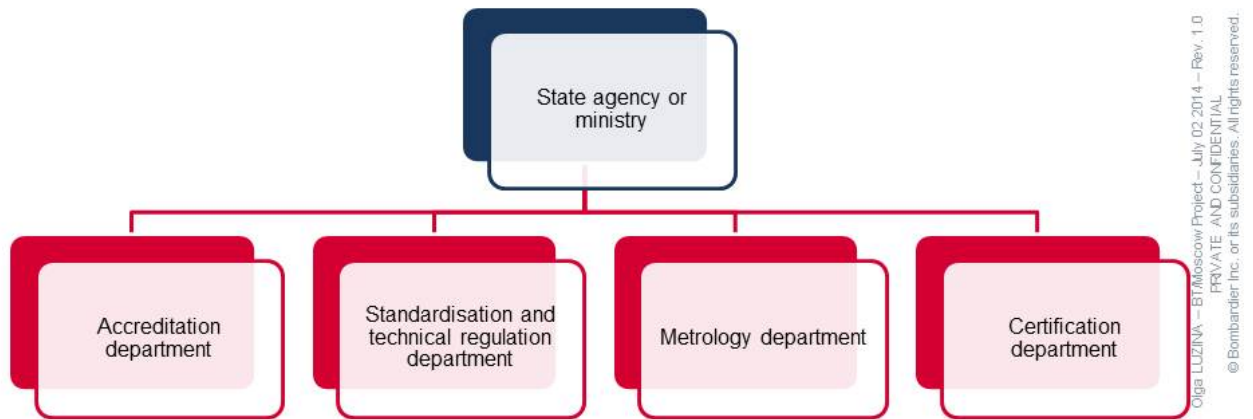 State agency or
ministry
Accreditation
department
Standardisation and
technical regulation
department
Metrology department
Certification
department
Olga LUZINA – BT/Moscow Project – July 02 2014 – Rev. 1.0
PRIVATE AND CONFIDENTIAL
© Bombardier Inc. or its subsidiaries. All rights reserved.